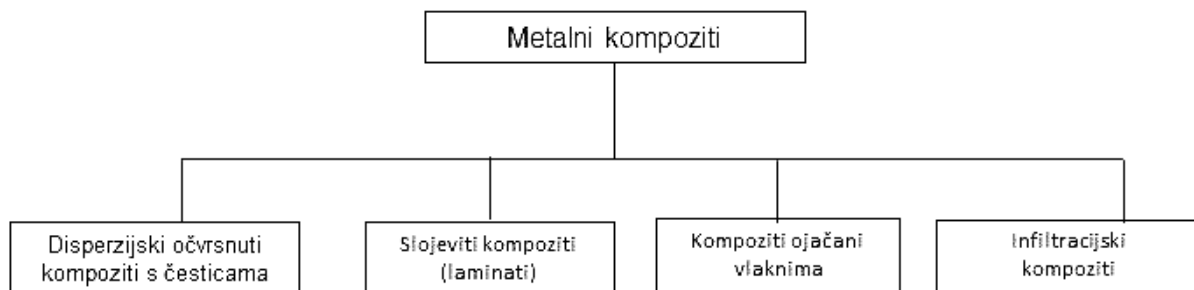 Metalni kompoziti
Disperzijski očvrsnuti
kompoziti s česticama
Slojeviti kompoziti
(laminati)
Kompoziti ojačani
vlaknima
Infiltracijski
kompoziti